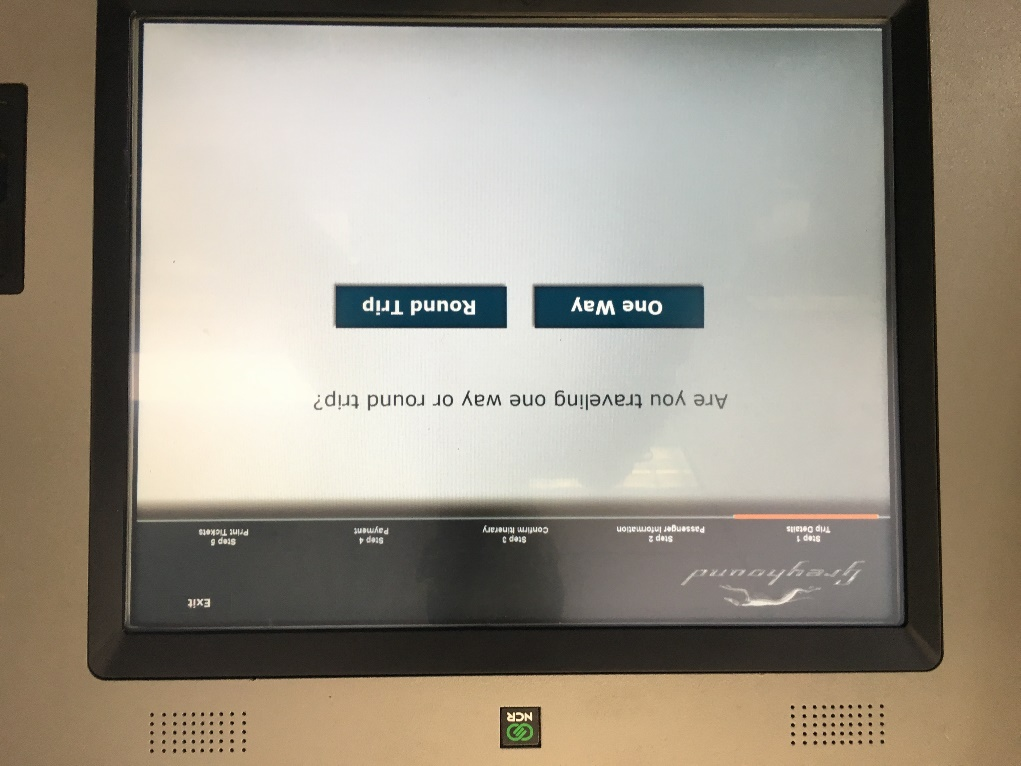 NCR
Greyhound
Exit
Step 1
Trip Details
Step 2
Passenger Information
Step 3
Confirm Itinerary
Step 4
Payment
Step 5
Print Tickets
Are you traveling one way or round trip?
One Way
Round Trip